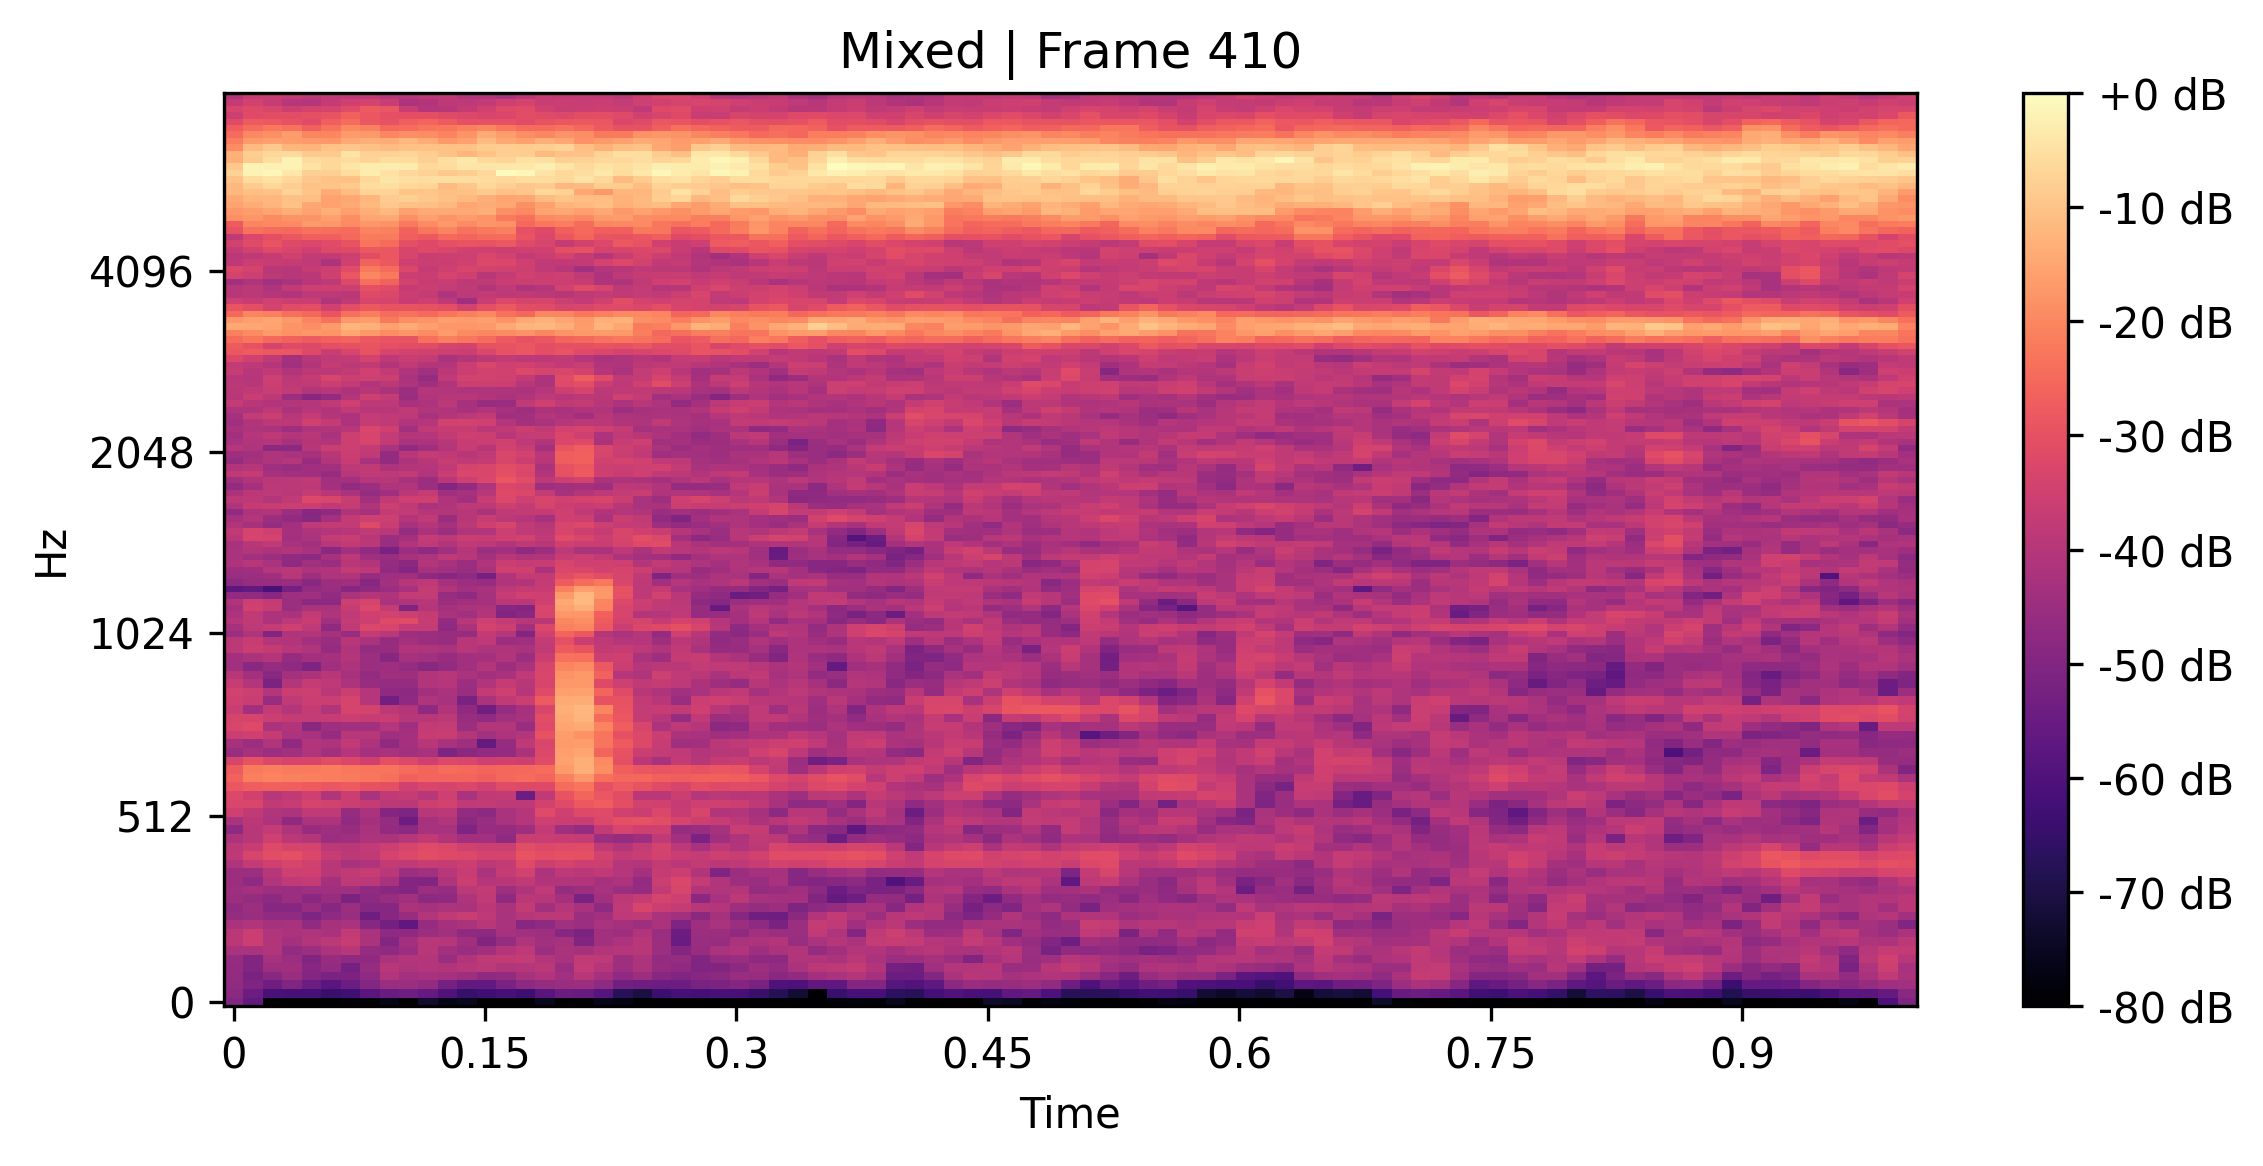 Mixed | Frame 410
+0 dB
-10 dB
4096
-20 dB
-30 dB
2048
-40 dB
Hz
1024
-50 dB
-60 dB
512
-70 dB
0
-80 dB
0 0.15 0.3 0.45 0.6 0.75 0.9
Time